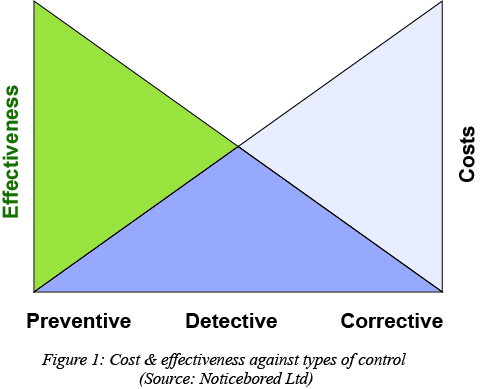 Effectiveness
Costs
Preventive Detective Corrective
Figure 1: Cost & effectiveness against types of control
(Source: Noticebored Ltd)